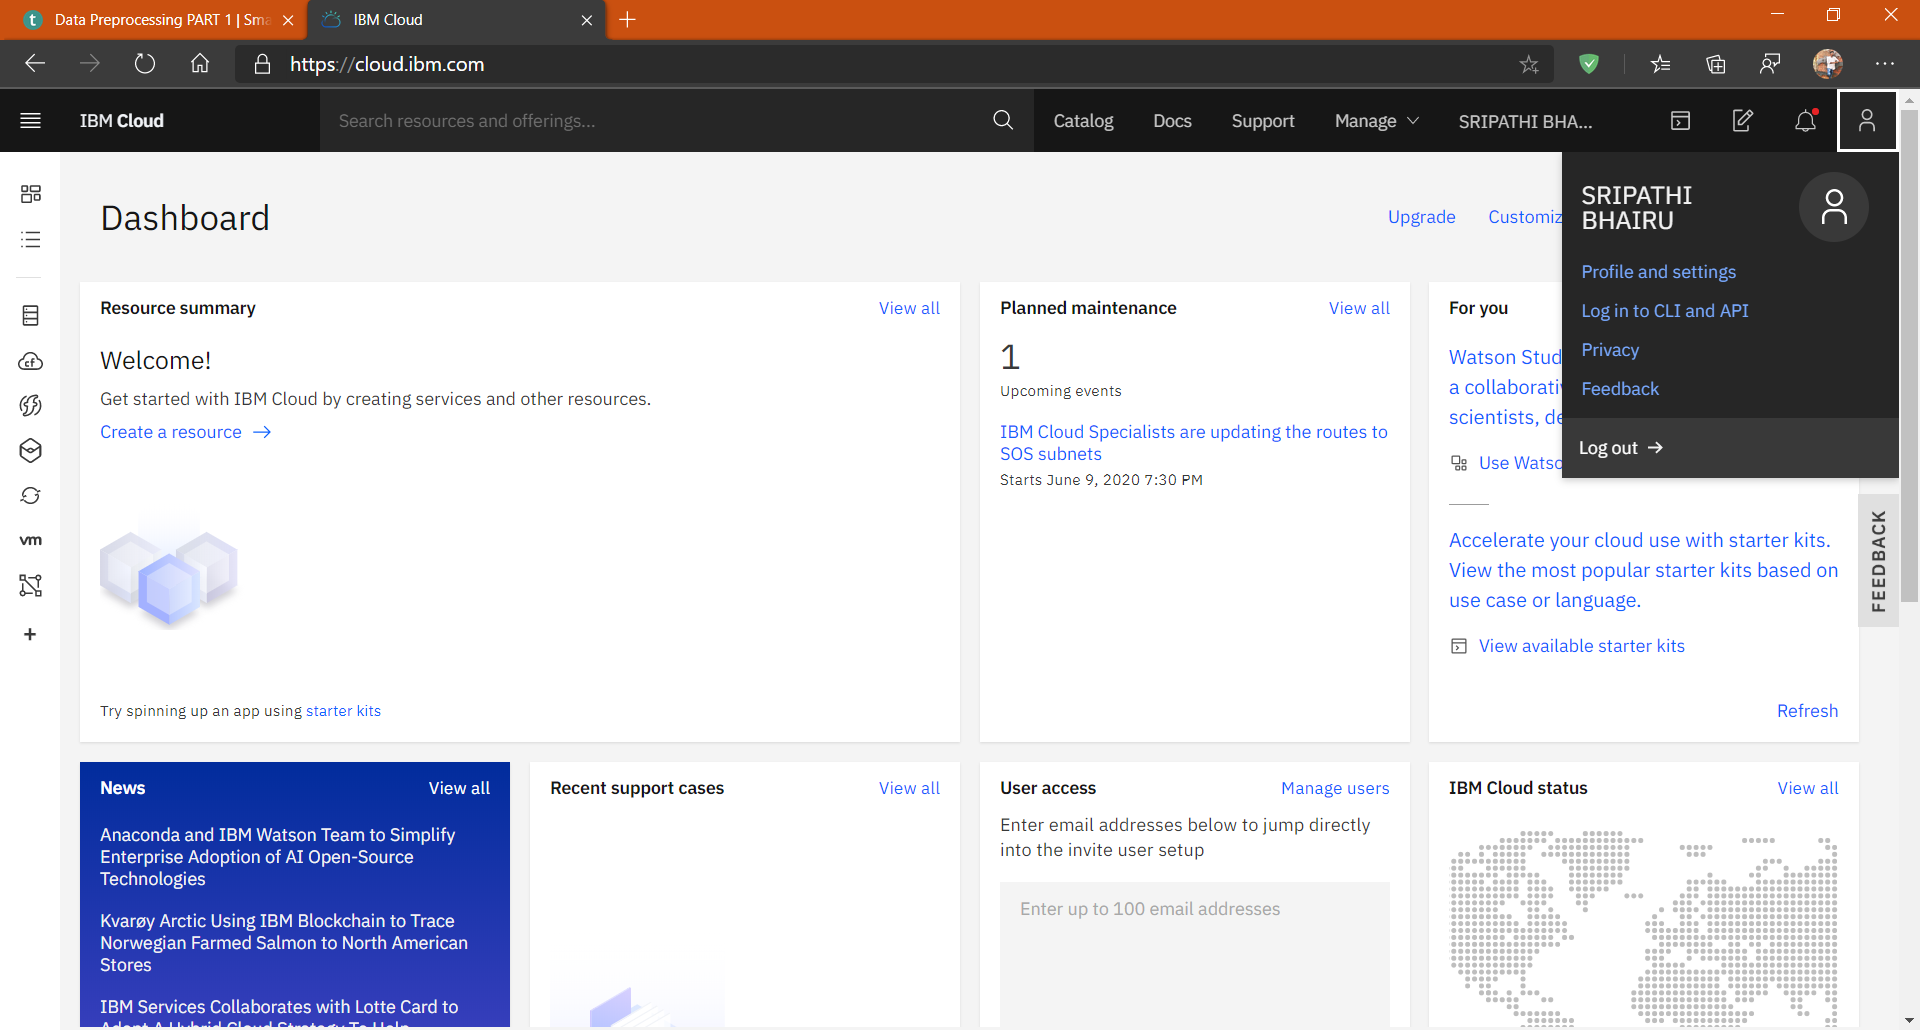 Data Preprocessing PART 1 | Sma
IBM Cloud
https://cloud.ibm.com
IBM Cloud
Search resources and offerings...
Catalog
Docs
Support
Manage
SRIPATHI BHA...
SRIPATHI
BHAIRU
Profile and settings
Log in to CLI and API
Privacy
Feedback
Log out
cf
vm
Dashboard
Upgrade
Customiz
Resource summary
View all
Welcome!
Get started with IBM Cloud by creating services and other resources.
Create a resource
Try spinning up an app using starter kits
Planned maintenance
View all
1
Upcoming events
IBM Cloud Specialists are updating the routes to
SOS subnets
Starts June 9, 2020 7:30 PM
For you
Watson Stud
a collaborativ
scientists, de
Use Watso
Accelerate your cloud use with starter kits.
View the most popular starter kits based on
use case or language.
View available starter kits
Refresh
FEEDBACK
News
View all
Anaconda and IBM Watson Team to Simplify
Enterprise Adoption of AI Open-Source
Technologies
Kvarøy Arctic Using IBM Blockchain to Trace
Norwegian Farmed Salmon to North American
Stores
IBM Services Collaborates with Lotte Card to
Adopt A Hybrid Cloud Strategy To Help
Recent support cases
View all
User access
Manage users
Enter email addresses below to jump directly
into the invite user setup
Enter up to 100 email addresses
IBM Cloud status
View all